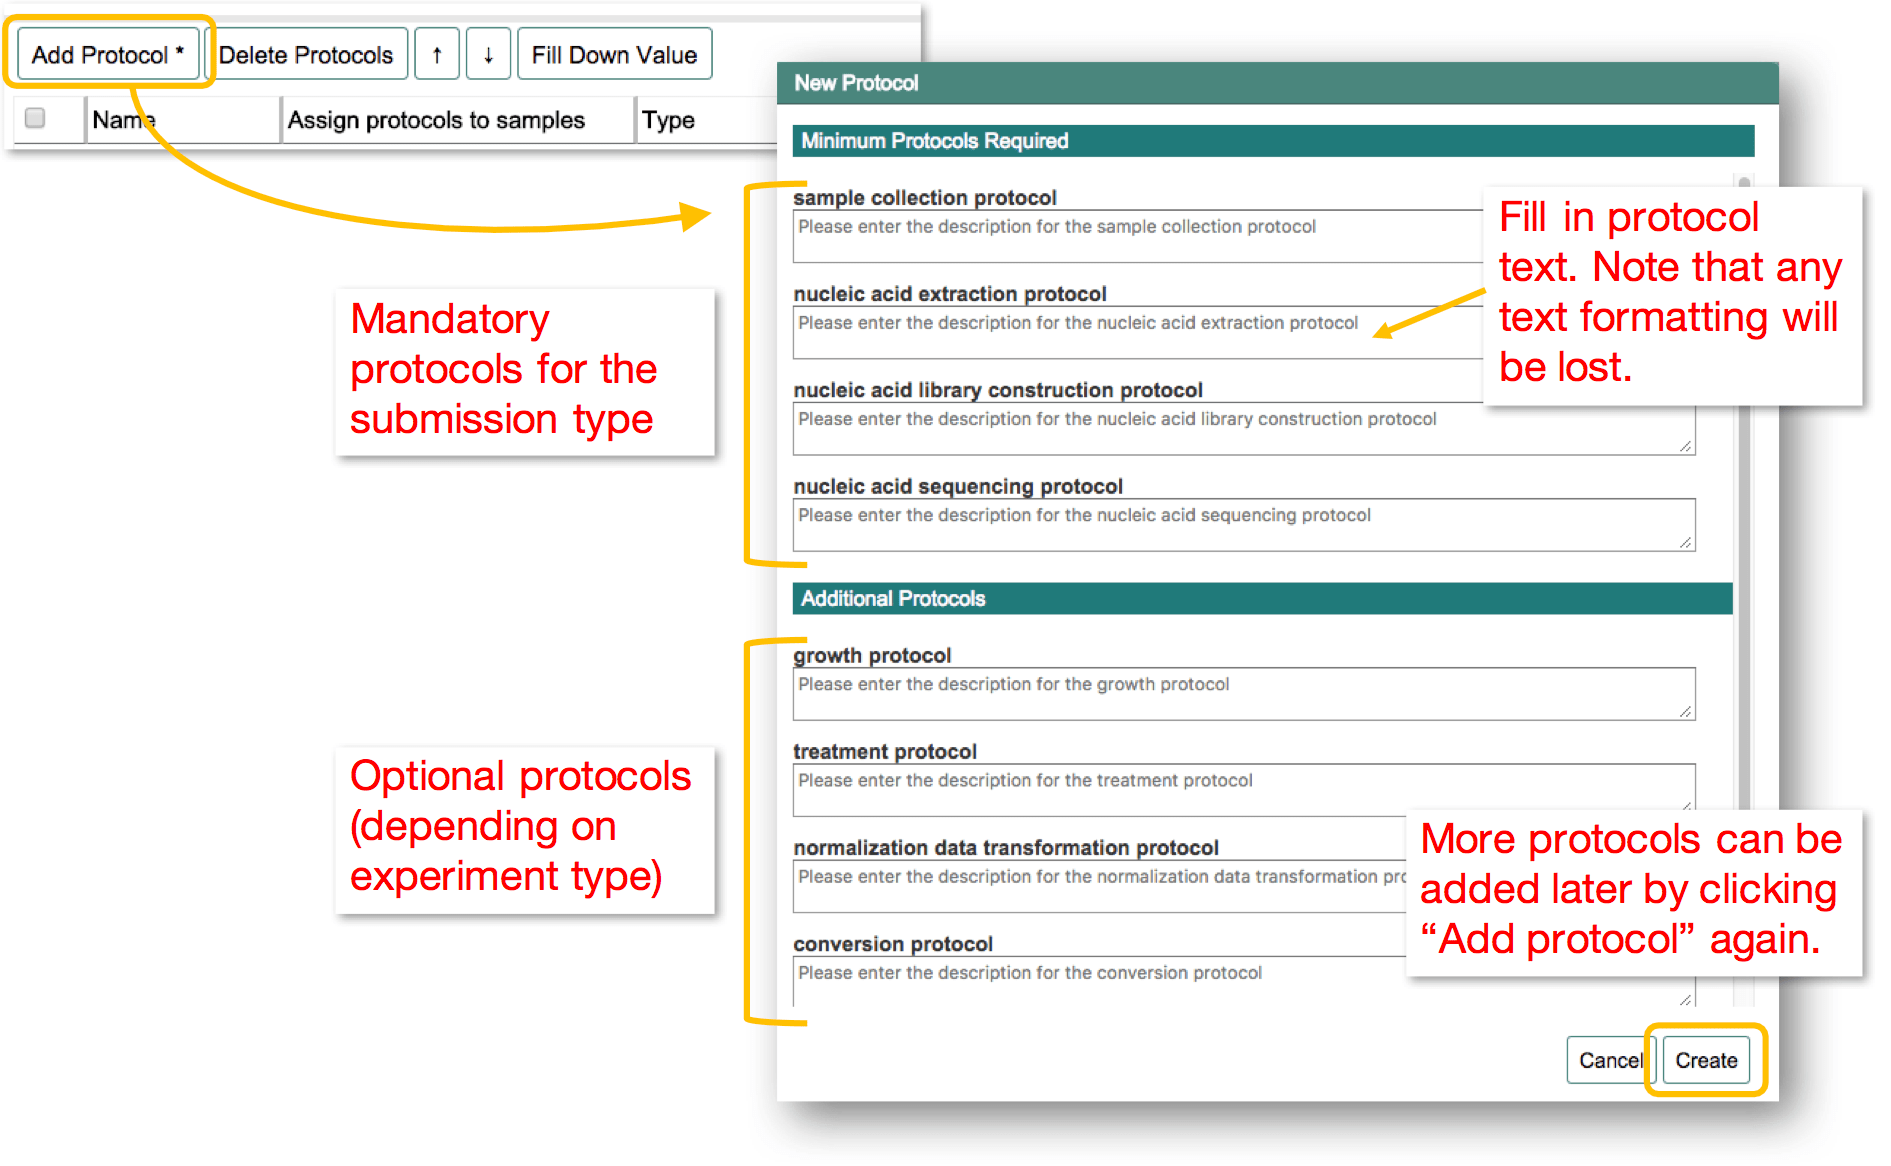 Add Protocol *
Delete Protocols
↑
↓
Fill Down Value
Name
Assign protocols to samples
Type
New Protocol
Minimum Protocols Required
sample collection protocol
Please enter the description for the sample collection protocol
nucleic acid extraction protocol
Please enter the description for the nucleic acid extraction protocol
nucleic acid library construction protocol
Please enter the description for the nucleic acid library construction protocol
nucleic acid sequencing protocol
Please enter the description for the nucleic acid sequencing protocol
Additional Protocols
growth protocol
Please enter the description for the growth protocol
treatment protocol
Please enter the description for the treatment protocol
normalization data transformation protocol
Please enter the description for the normalization data transformation pro
conversion protocol
Please enter the description for the conversion protocol
Cancel
Create
Mandatory
protocols for the
submission type
Fill in protocol
text. Note that any
text formatting will
be lost.
Optional protocols
(depending on
experiment type)
More protocols can be
added later by clicking
“Add protocol” again.